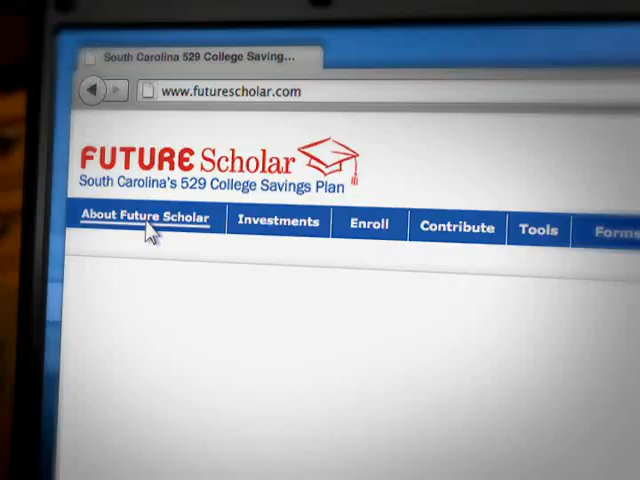 South Carolina 529 College Saving...
www.futurescholar.com
FUTURE Scholar
South Carolina's 529 College Savings Plan
About Future Scholar Investments Enroll Contribute Tools Forms